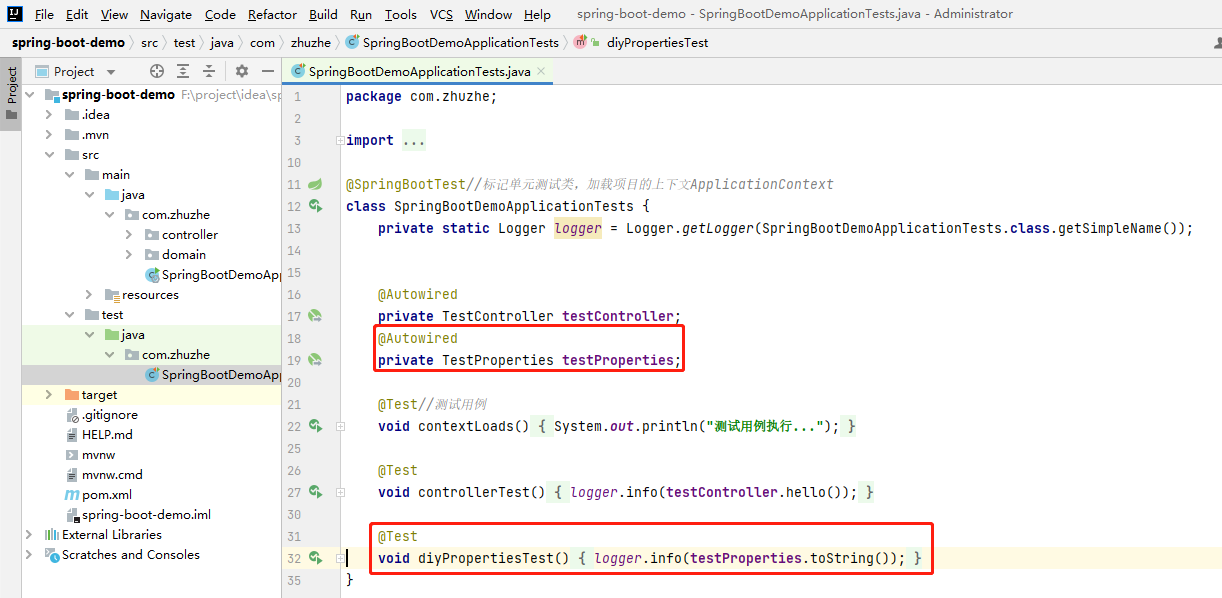 File Edit View Navigate Code Refactor Build Run Tools VCS Window Help spring-boot-demo - SpringBootDemoApplicationTests.java - Administrator
spring-boot-demo src test java com zhuzhe SpringBootDemoApplicationTests diyPropertiesTest
Project
Project
SpringBootDemoApplicationTests.java
spring-boot-demo F:\project\idea\sp
.idea
.mvn
src
main
java
com.zhuzhe
controller
domain
SpringBootDemoApp
resources
test
java
com.zhuzhe
SpringBootDemoApp
target
.gitignore
HELP.md
mvnw
mvnw.cmd
pom.xml
spring-boot-demo.iml
External Libraries
Scratches and Consoles
1 package com.zhuzhe;
2
3 import ...
10
11 @SpringBootTest//标记单元测试类，加载项目的上下文ApplicationContext
12 class SpringBootDemoApplicationTests {
13 private static Logger logger = Logger.getLogger(SpringBootDemoApplicationTests.class.getSimpleName());
14
15
16 @Autowired
17 private TestController testController;
18 @Autowired
19 private TestProperties testProperties;
20
21 @Test//测试用例
22 void contextLoads() { System.out.println("测试用例执行..."); }
25
26 @Test
27 void controllerTest() { logger.info(testController.hello()); }
30
31 @Test
32 void diyPropertiesTest() { logger.info(testProperties.toString()); }
35 }